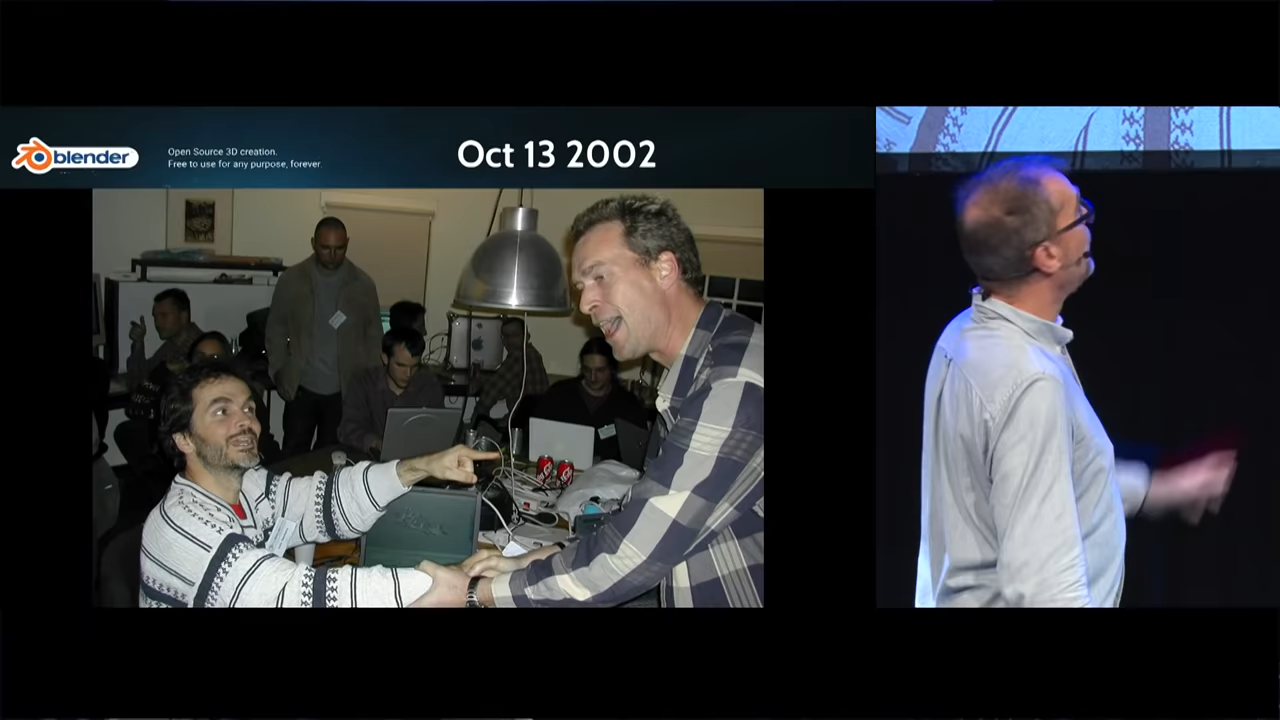 blender
Open Source 3D creation.
Free to use for any purpose, forever.
Oct 13 2002